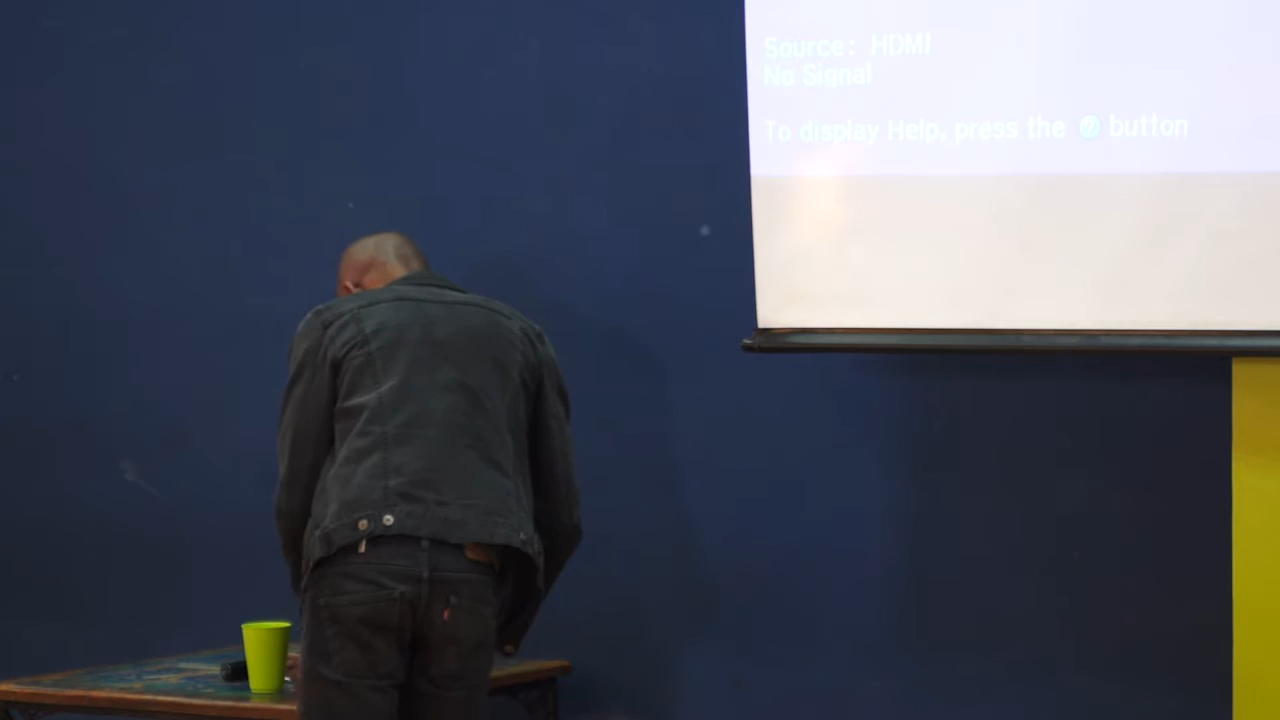 Source: HDMI
No Signal
To display Help, press the ? button